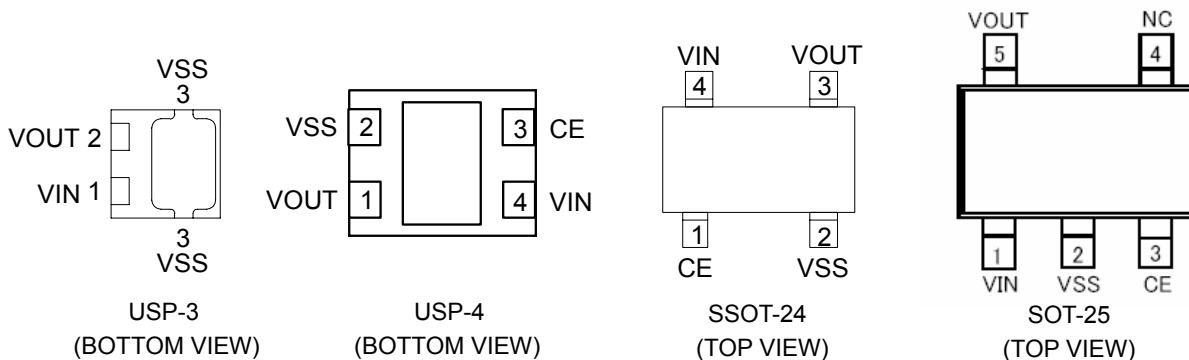 VSS
3
VOUT 2
VIN 1
3
VSS
USP-3
(BOTTOM VIEW)
VSS 2
3 CE
VOUT 1
4 VIN
USP-4
(BOTTOM VIEW)
VIN VOUT
4 3
1 2
CE VSS
SSOT-24
(TOP VIEW)
VOUT NC
5 4
1 2 3
VIN VSS CE
SOT-25
(TOP VIEW)